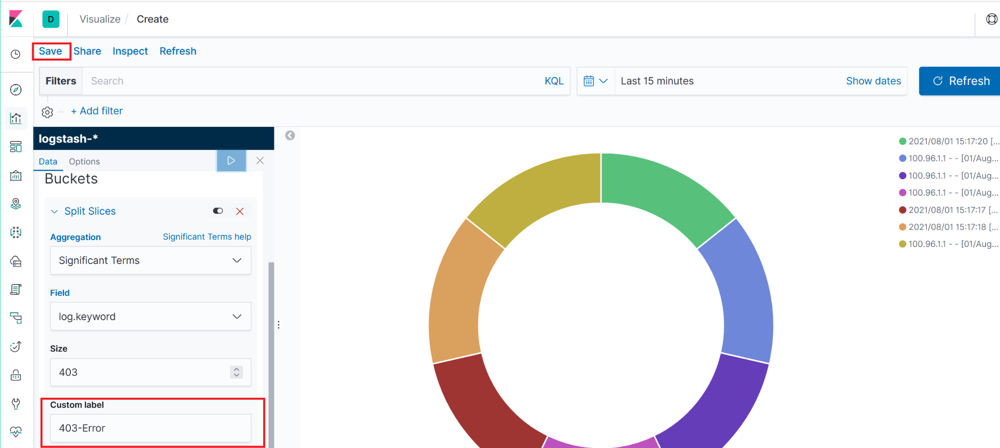 D Visualize / Create
Save Share Inspect Refresh
Filters Search KQL Last 15 minutes Show dates Refresh
+ Add filter
logstash-*
Data Options
Buckets
Split Slices
Aggregation Significant Terms help
Significant Terms
Field
log.keyword
Size
403
Custom label
403-Error
2021/08/01 15:17:20 [...
100.96.1.1 - - [01/Aug...
100.96.1.1 - - [01/Aug...
100.96.1.1 - - [01/Aug...
2021/08/01 15:17:17 [...
2021/08/01 15:17:18 [...
100.96.1.1 - - [01/Aug...